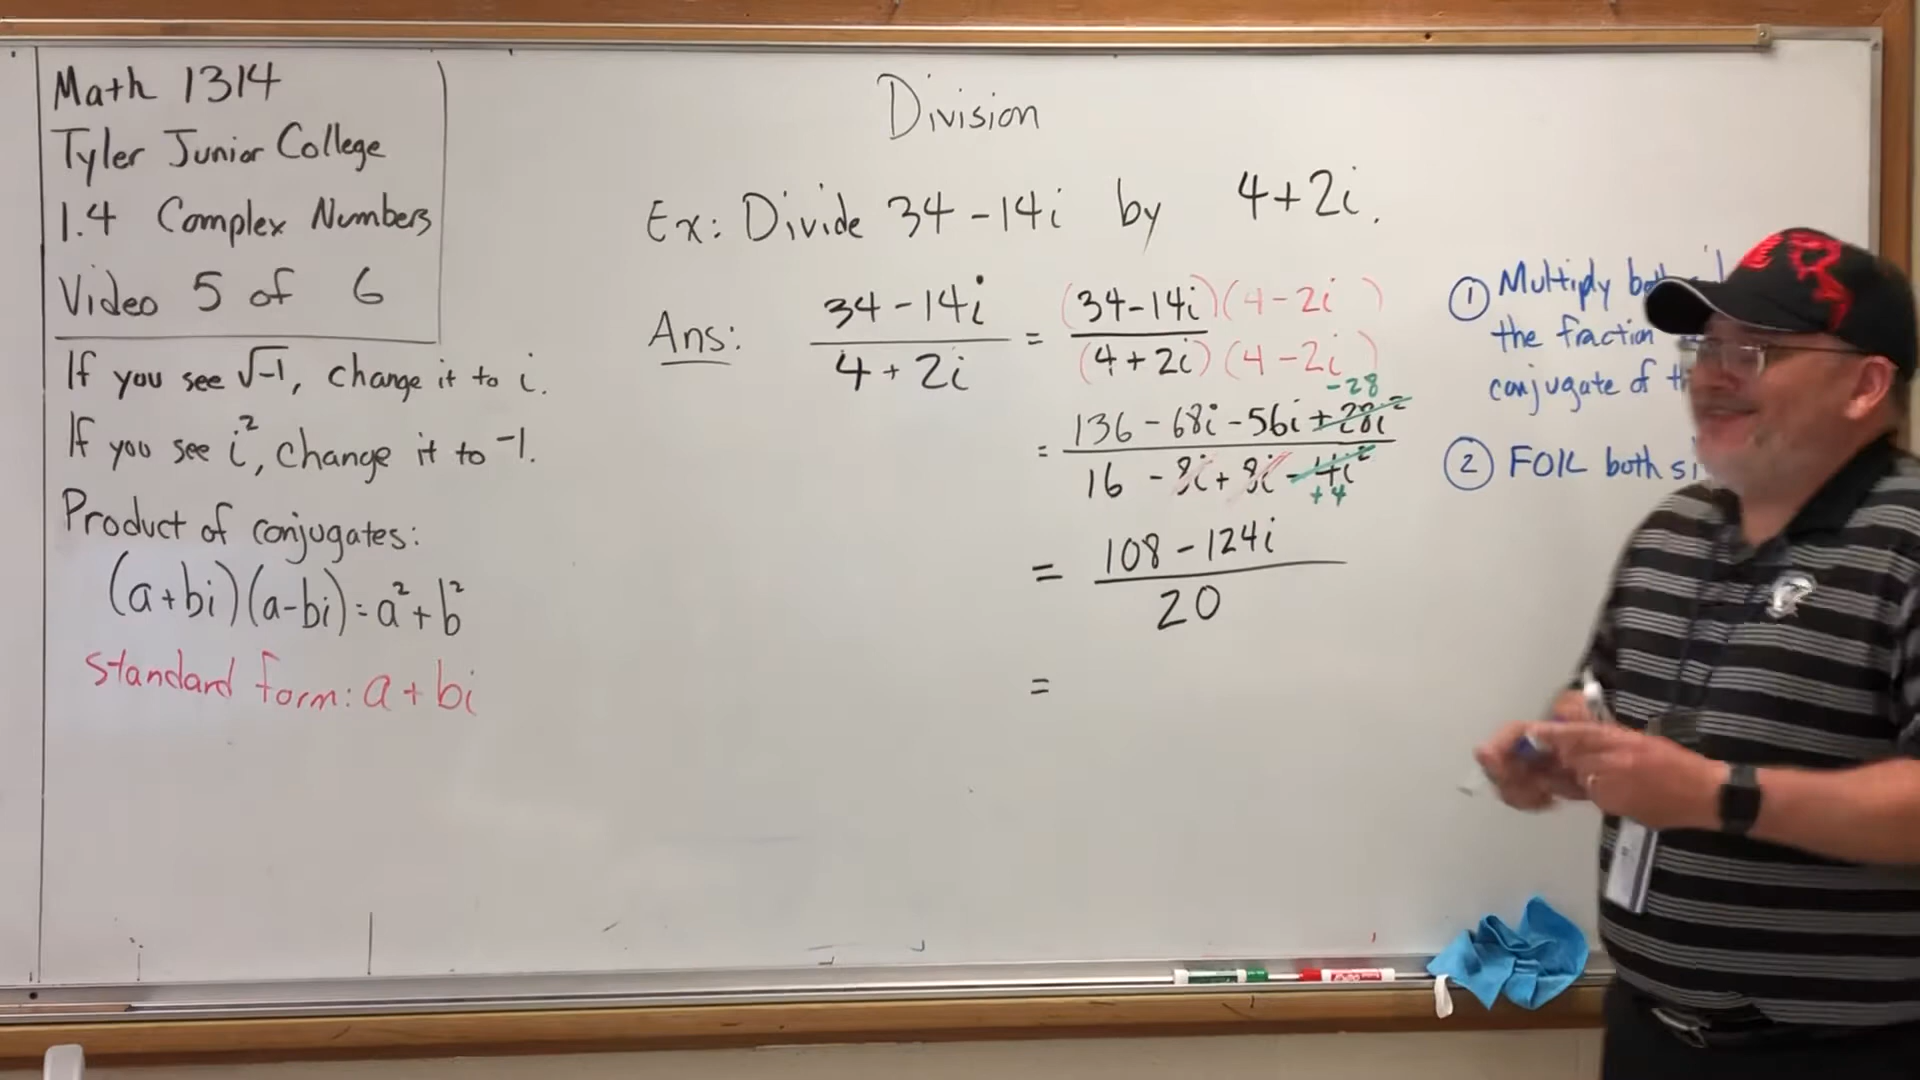 Math 1314
Tyler Junior College
1.4 Complex Numbers
Video 5 of 6
If you see √-1, change it to i.
If you see i², change it to -1.
Product of conjugates:
(a+bi)(a-bi)=a²+b²
Standard form: a + bi
Division
Ex: Divide 34-14i by 4+2i.
Ans: 34-14i / 4+2i = (34-14i)(4-2i) / (4+2i)(4-2i)
-28
= 136 - 68i - 56i + 28i² / 16 - 8i + 8i - 4i²
+4
= 108 - 124i / 20
=
① Multiply
the fraction
conjugate of
② FOIL both